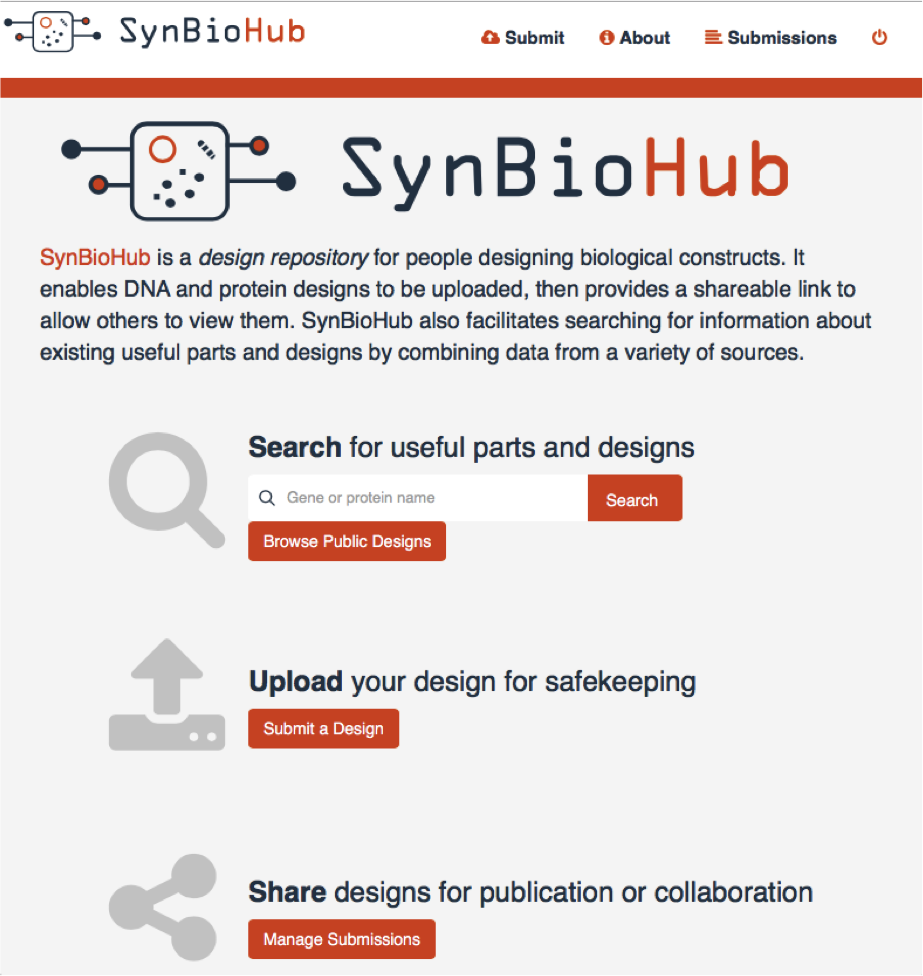 SynBioHub
Submit
About
Submissions
SynBioHub
SynBioHub is a design repository for people designing biological constructs. It
enables DNA and protein designs to be uploaded, then provides a shareable link to
allow others to view them. SynBioHub also facilitates searching for information about
existing useful parts and designs by combining data from a variety of sources.
Search for useful parts and designs
Gene or protein name
Search
Browse Public Designs
Upload your design for safekeeping
Submit a Design
Share designs for publication or collaboration
Manage Submissions